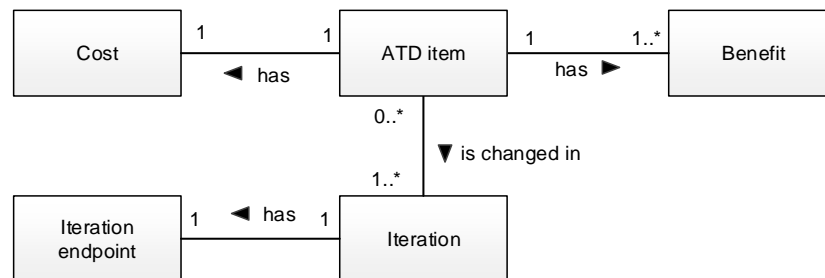 Cost
1
1
has
ATD item
1
1..*
has
Benefit
0..*
is changed in
1..*
Iteration
endpoint
1
1
has
Iteration